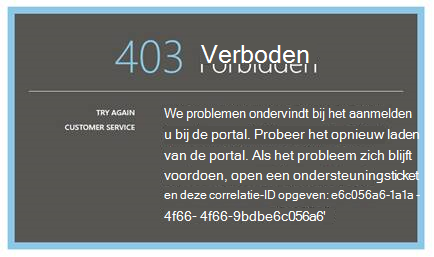 403 Verboden
Forbidden
TRY AGAIN
CUSTOMER SERVICE
We problemen ondervindt bij het aanmelden
u bij de portal. Probeer het opnieuw laden
van de portal. Als het probleem zich blijft
voordoen, open een ondersteuningsticket
en deze correlatie-ID opgeven: e6c056a6-1a1a -
4f66- 4f66-9bdbe6c056a6'